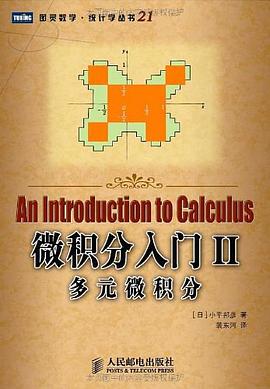 TURING 图灵数学·统计学丛书 21
An Introduction to Calculus
微积分入门 II
多元微积分
[日] 小平邦彦 著
裴东河 译
人民邮电出版社
POSTS & TELECOM PRESS